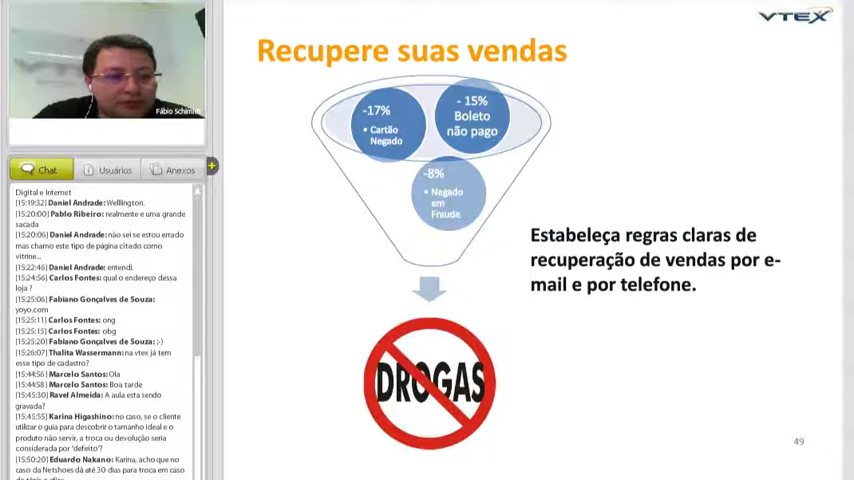 VTEX
Recupere suas vendas
Fábio Schimitt
-17%
• Cartão
Negado
- 15%
Boleto
não pago
-8%
• Negado
em
Fraude
Estabeleça regras claras de
recuperação de vendas por e-
mail e por telefone.
DROGAS
49
Chat
Usuários
Anexos
Digital e Internet
[15:19:32] Daniel Andrade: Welllington.
[15:20:00] Pablo Ribeiro: realmente e uma grande
sacada
[15:20:06] Daniel Andrade: não sei se estou errado
mas chamo este tipo de página citado como
vitrine...
[15:22:46] Daniel Andrade: entendi.
[15:24:56] Carlos Fontes: qual o endereço dessa
loja ?
[15:25:06] Fabiano Gonçalves de Souza:
yoyo.com
[15:25:11] Carlos Fontes: ong
[15:25:15] Carlos Fontes: obg
[15:25:20] Fabiano Gonçalves de Souza: ;-)
[15:26:07] Thalita Wassermann: na vtex já tem
esse tipo de cadastro?
[15:44:56] Marcelo Santos: Ola
[15:44:58] Marcelo Santos: Boa tarde
[15:45:30] Ravel Almeida: A aula esta sendo
gravada?
[15:45:55] Karina Higashino: no caso, se o cliente
utilizar o guia para descobrir o tamanho ideal e o
produto não servir, a troca ou devolução seria
considerada por 'defeito'?
[15:50:20] Eduardo Nakano: Karina, acho que no
caso da Netshoes dá até 30 dias para troca em caso